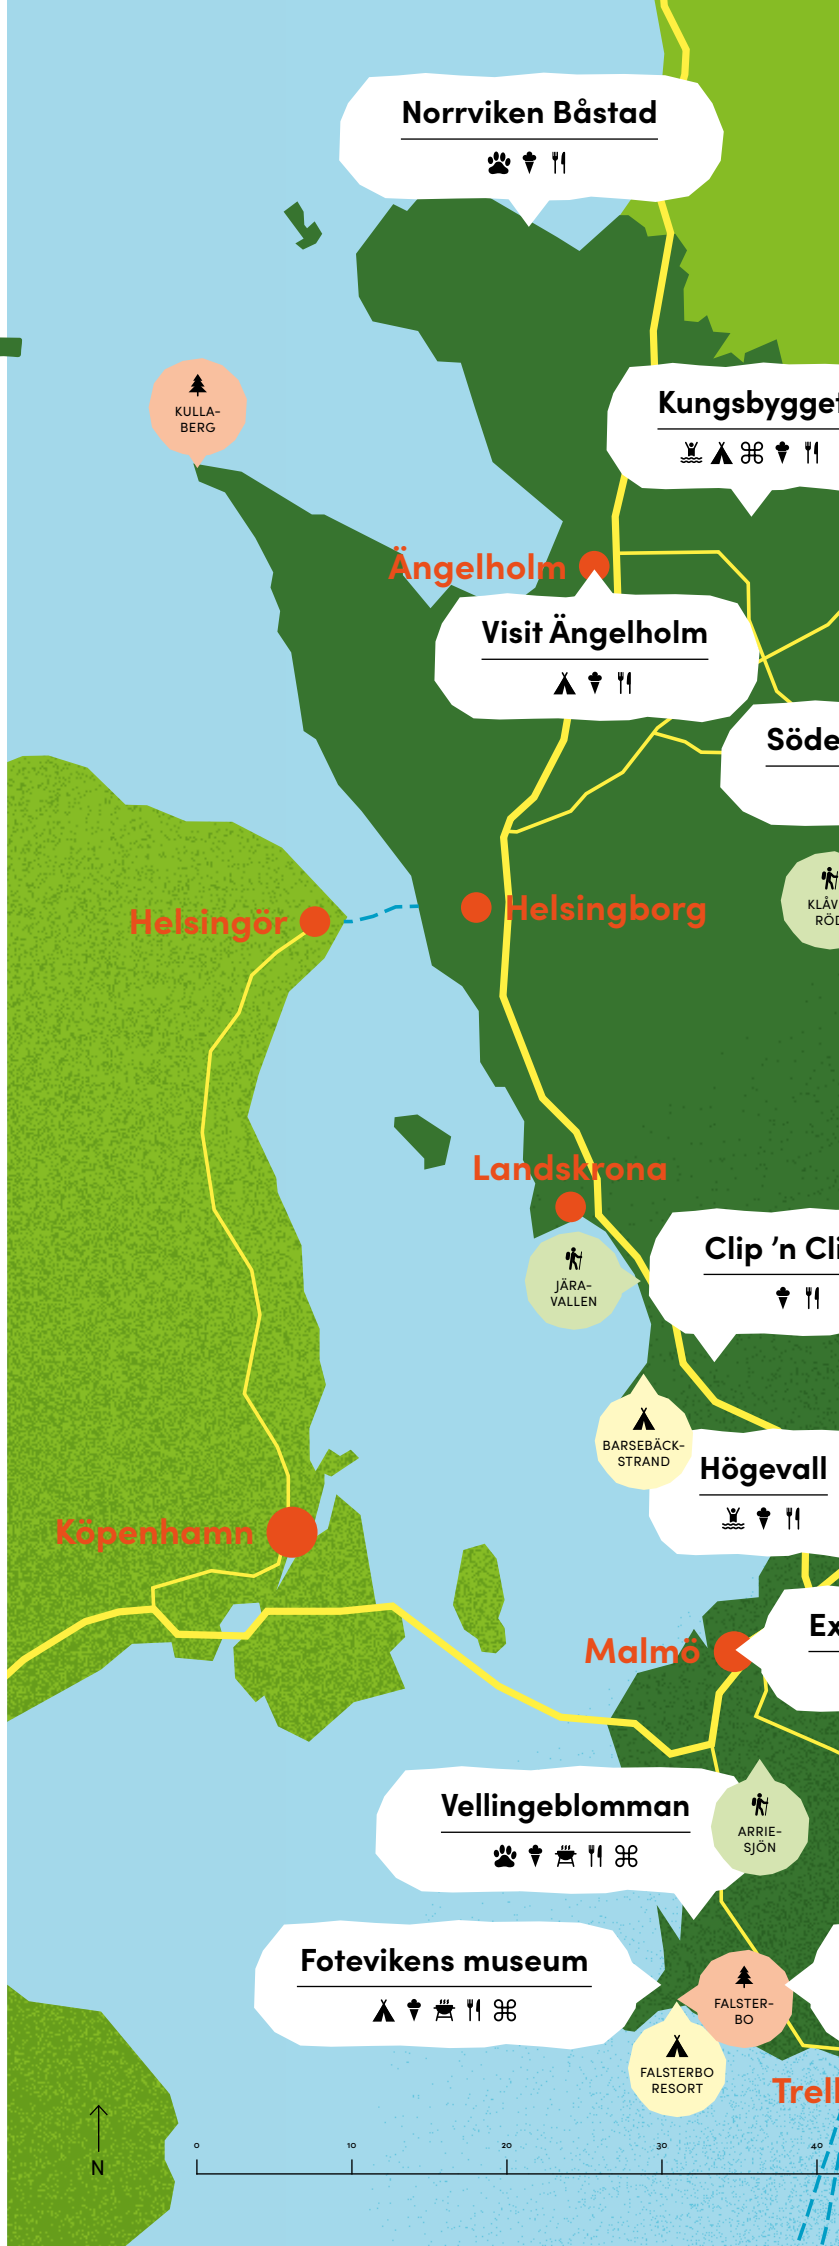 Norrviken Båstad
KULLA-
BERG
Kungsbygget
Ängelholm
Visit Ängelholm
Söde
KLÅV
RÖD
Helsingör
Helsingborg
Landskrona
JÄRA-
VALLEN
Clip ’n Cli
BARSEBÄCK-
STRAND
Högevall
Köpenhamn
Ex
Malmö
Vellingeblomman
ARRIE-
SJÖN
Fotevikens museum
FALSTER-
BO
FALSTERBO
RESORT
Trell
N
0 10 20 30 40